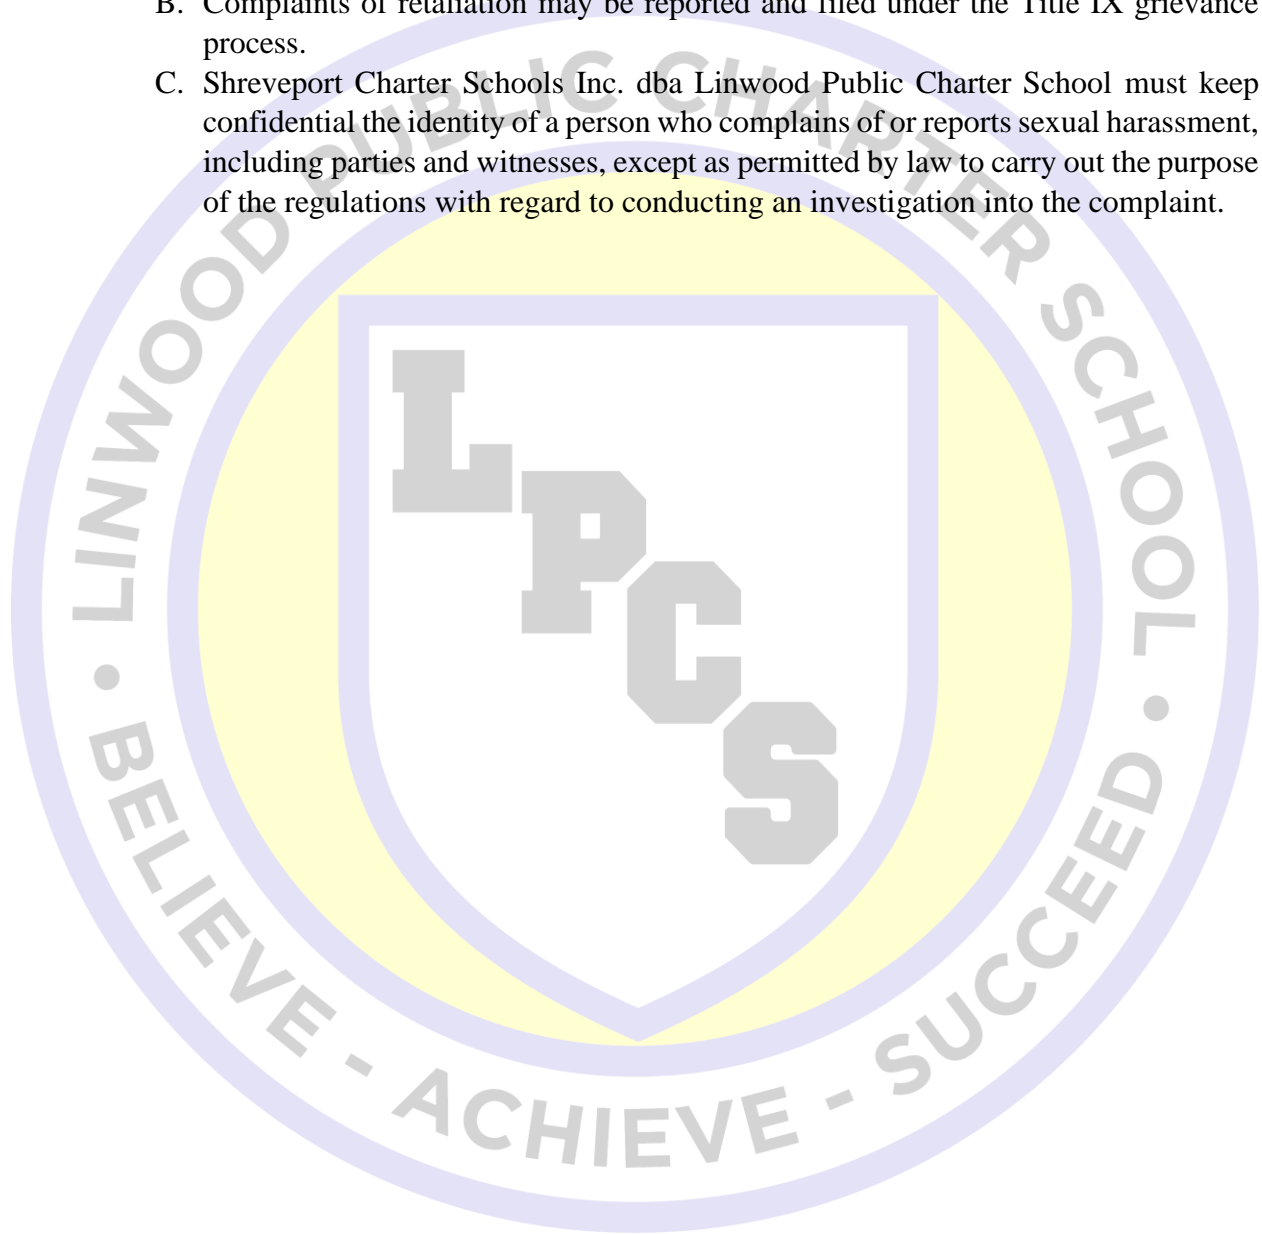 B. Complaints of retaliation may be reported and filed under the Title IX grievance
process.
C. Shreveport Charter Schools Inc. dba Linwood Public Charter School must keep
confidential the identity of a person who complains of or reports sexual harassment,
including parties and witnesses, except as permitted by law to carry out the purpose
of the regulations with regard to conducting an investigation into the complaint.
• LINWOOD PUBLIC CHARTER SCHOOL •
LPCS
BELIEVE - ACHIEVE - SUCCEED